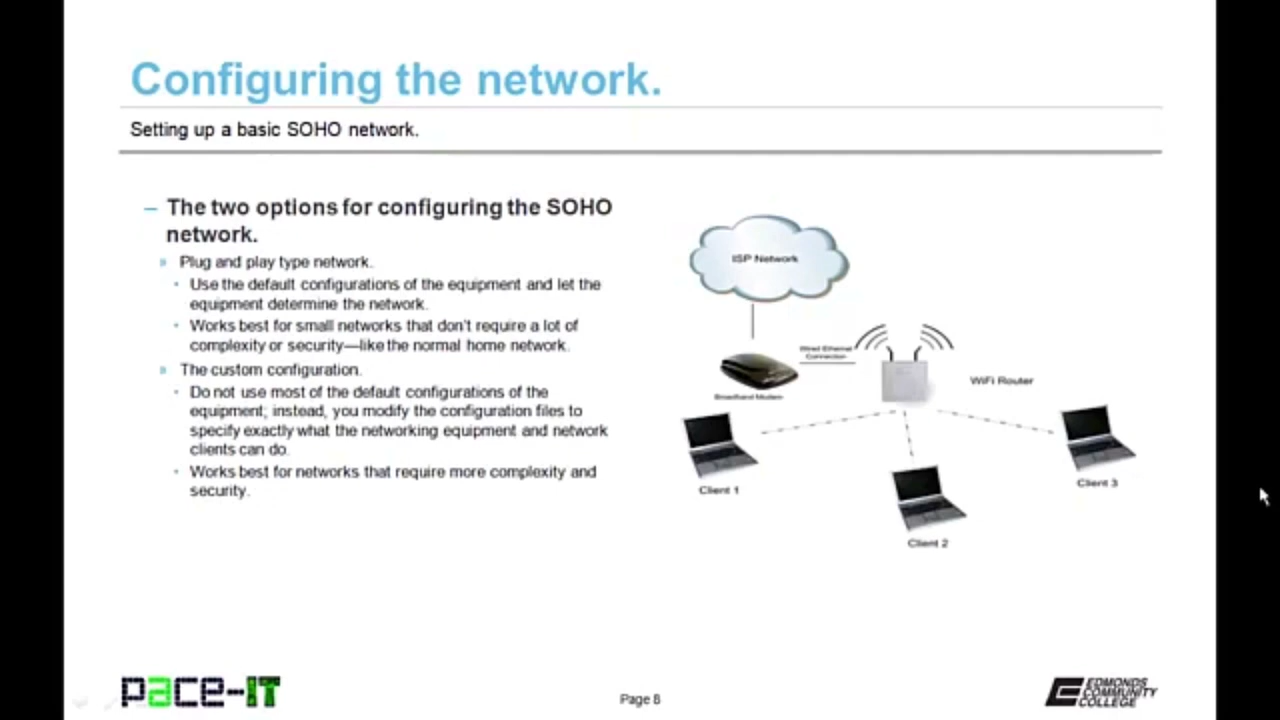 Configuring the network.
Setting up a basic SOHO network.
– The two options for configuring the SOHO
network.
» Plug and play type network.
• Use the default configurations of the equipment and let the
equipment determine the network.
• Works best for small networks that don't require a lot of
complexity or security—like the normal home network.
» The custom configuration.
• Do not use most of the default configurations of the
equipment; instead, you modify the configuration files to
specify exactly what the networking equipment and network
clients can do.
• Works best for networks that require more complexity and
security.
ISP Network
Wired Ethernet
Connection
Broadband Modem
WiFi Router
Client 1
Client 2
Client 3
pace-IT
Page 8
EDMONDS
COMMUNITY
COLLEGE